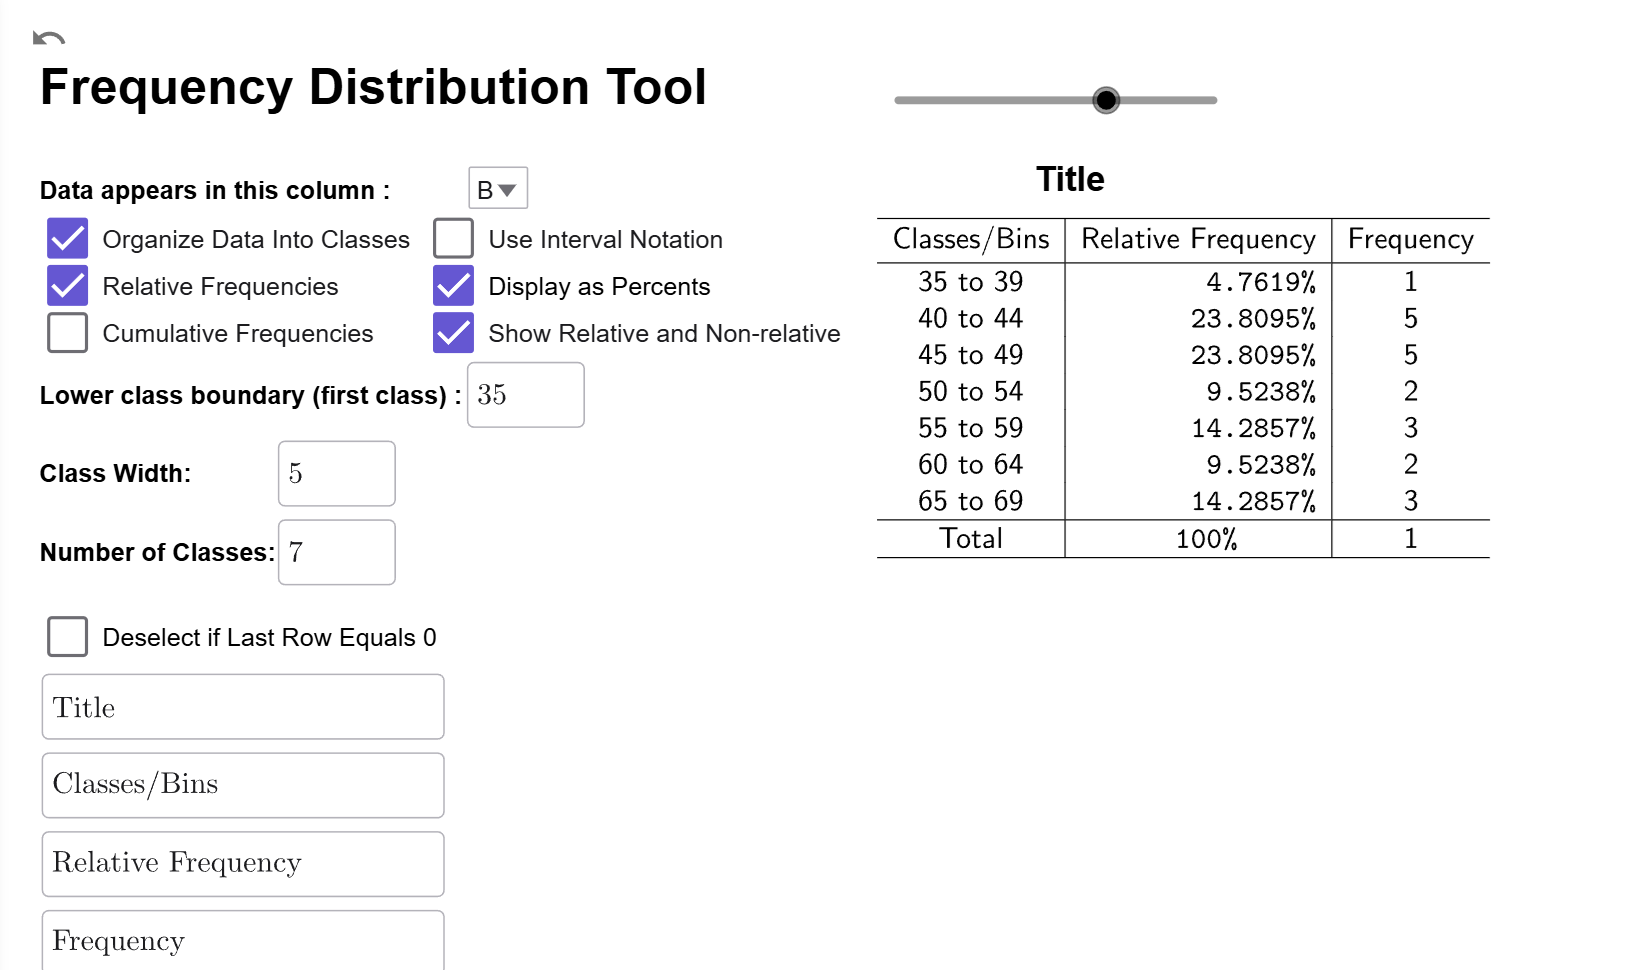 Frequency Distribution Tool
Data appears in this column : B
Organize Data Into Classes
Use Interval Notation
Relative Frequencies
Display as Percents
Cumulative Frequencies
Show Relative and Non-relative
Lower class boundary (first class) : 35
Class Width: 5
Number of Classes: 7
Deselect if Last Row Equals 0
Title
Classes/Bins
Relative Frequency
Frequency
Title
Classes/Bins Relative Frequency Frequency
35 to 39 4.7619% 1
40 to 44 23.8095% 5
45 to 49 23.8095% 5
50 to 54 9.5238% 2
55 to 59 14.2857% 3
60 to 64 9.5238% 2
65 to 69 14.2857% 3
Total 100% 1